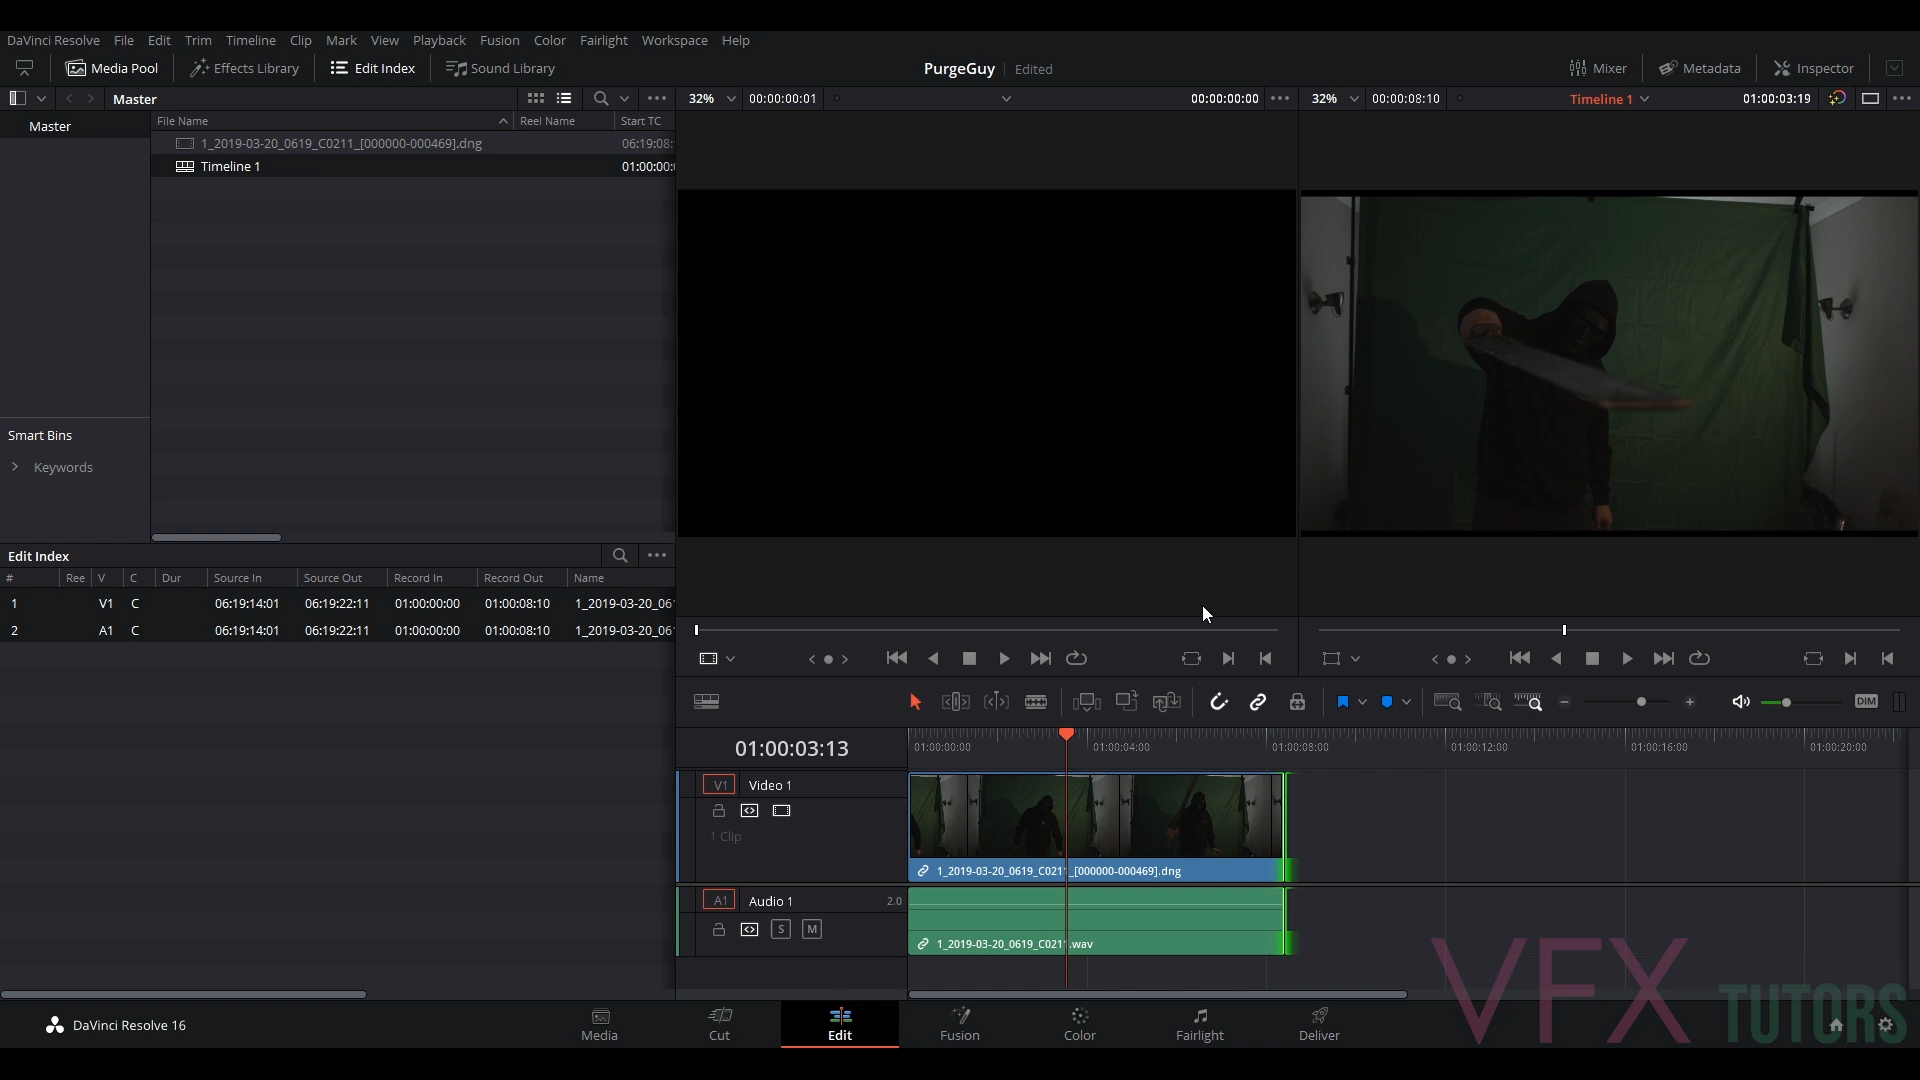 DaVinci Resolve File Edit Trim Timeline Clip Mark View Playback Fusion Color Fairlight Workspace Help
Media Pool Effects Library Edit Index Sound Library PurgeGuy Edited Mixer Metadata Inspector
Master 32% 00:00:00:01 00:00:00:00 32% 00:00:08:10 Timeline 1 01:00:03:19
Master
File Name Reel Name Start TC
1_2019-03-20_0619_C0211_[000000-000469].dng 06:19:08:
Timeline 1 01:00:00:
Smart Bins
Keywords
Edit Index
# Ree V C Dur Source In Source Out Record In Record Out Name
1 V1 C 06:19:14:01 06:19:22:11 01:00:00:00 01:00:08:10 1_2019-03-20_06
2 A1 C 06:19:14:01 06:19:22:11 01:00:00:00 01:00:08:10 1_2019-03-20_06
DIM
01:00:03:13
01:00:00:00 01:00:04:00 01:00:08:00 01:00:12:00 01:00:16:00 01:00:20:00
V1 Video 1
1 Clip
1_2019-03-20_0619_C0211_[000000-000469].dng
A1 Audio 1 2.0
S M
1_2019-03-20_0619_C0211.wav
VFX TUTORS
DaVinci Resolve 16
Media Cut Edit Fusion Color Fairlight Deliver